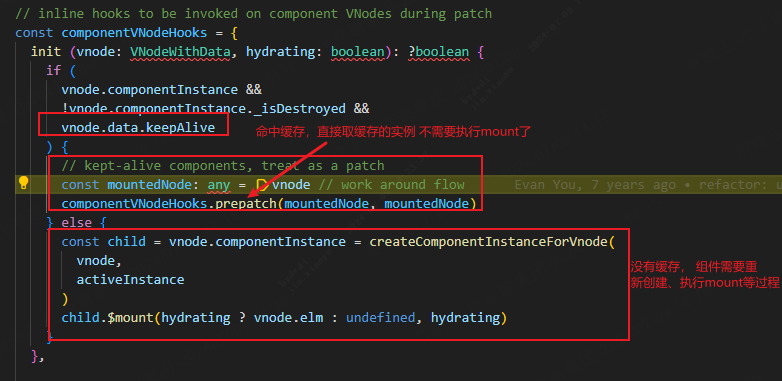 // inline hooks to be invoked on component VNodes during patch
const componentVNodeHooks = {
init (vnode: VNodeWithData, hydrating: boolean): ?boolean {
if (
vnode.componentInstance &&
!vnode.componentInstance._isDestroyed &&
vnode.data.keepAlive
命中缓存，直接取缓存的实例 不需要执行mount了
) {
// kept-alive components, treat as a patch
const mountedNode: any = vnode // work around flow Evan You, 7 years ago • refactor: u
componentVNodeHooks.prepatch(mountedNode, mountedNode)
} else {
const child = vnode.componentInstance = createComponentInstanceForVnode(
vnode,
activeInstance
)
没有缓存， 组件需要重
新创建、执行mount等过程
child.$mount(hydrating ? vnode.elm : undefined, hydrating)
}
},